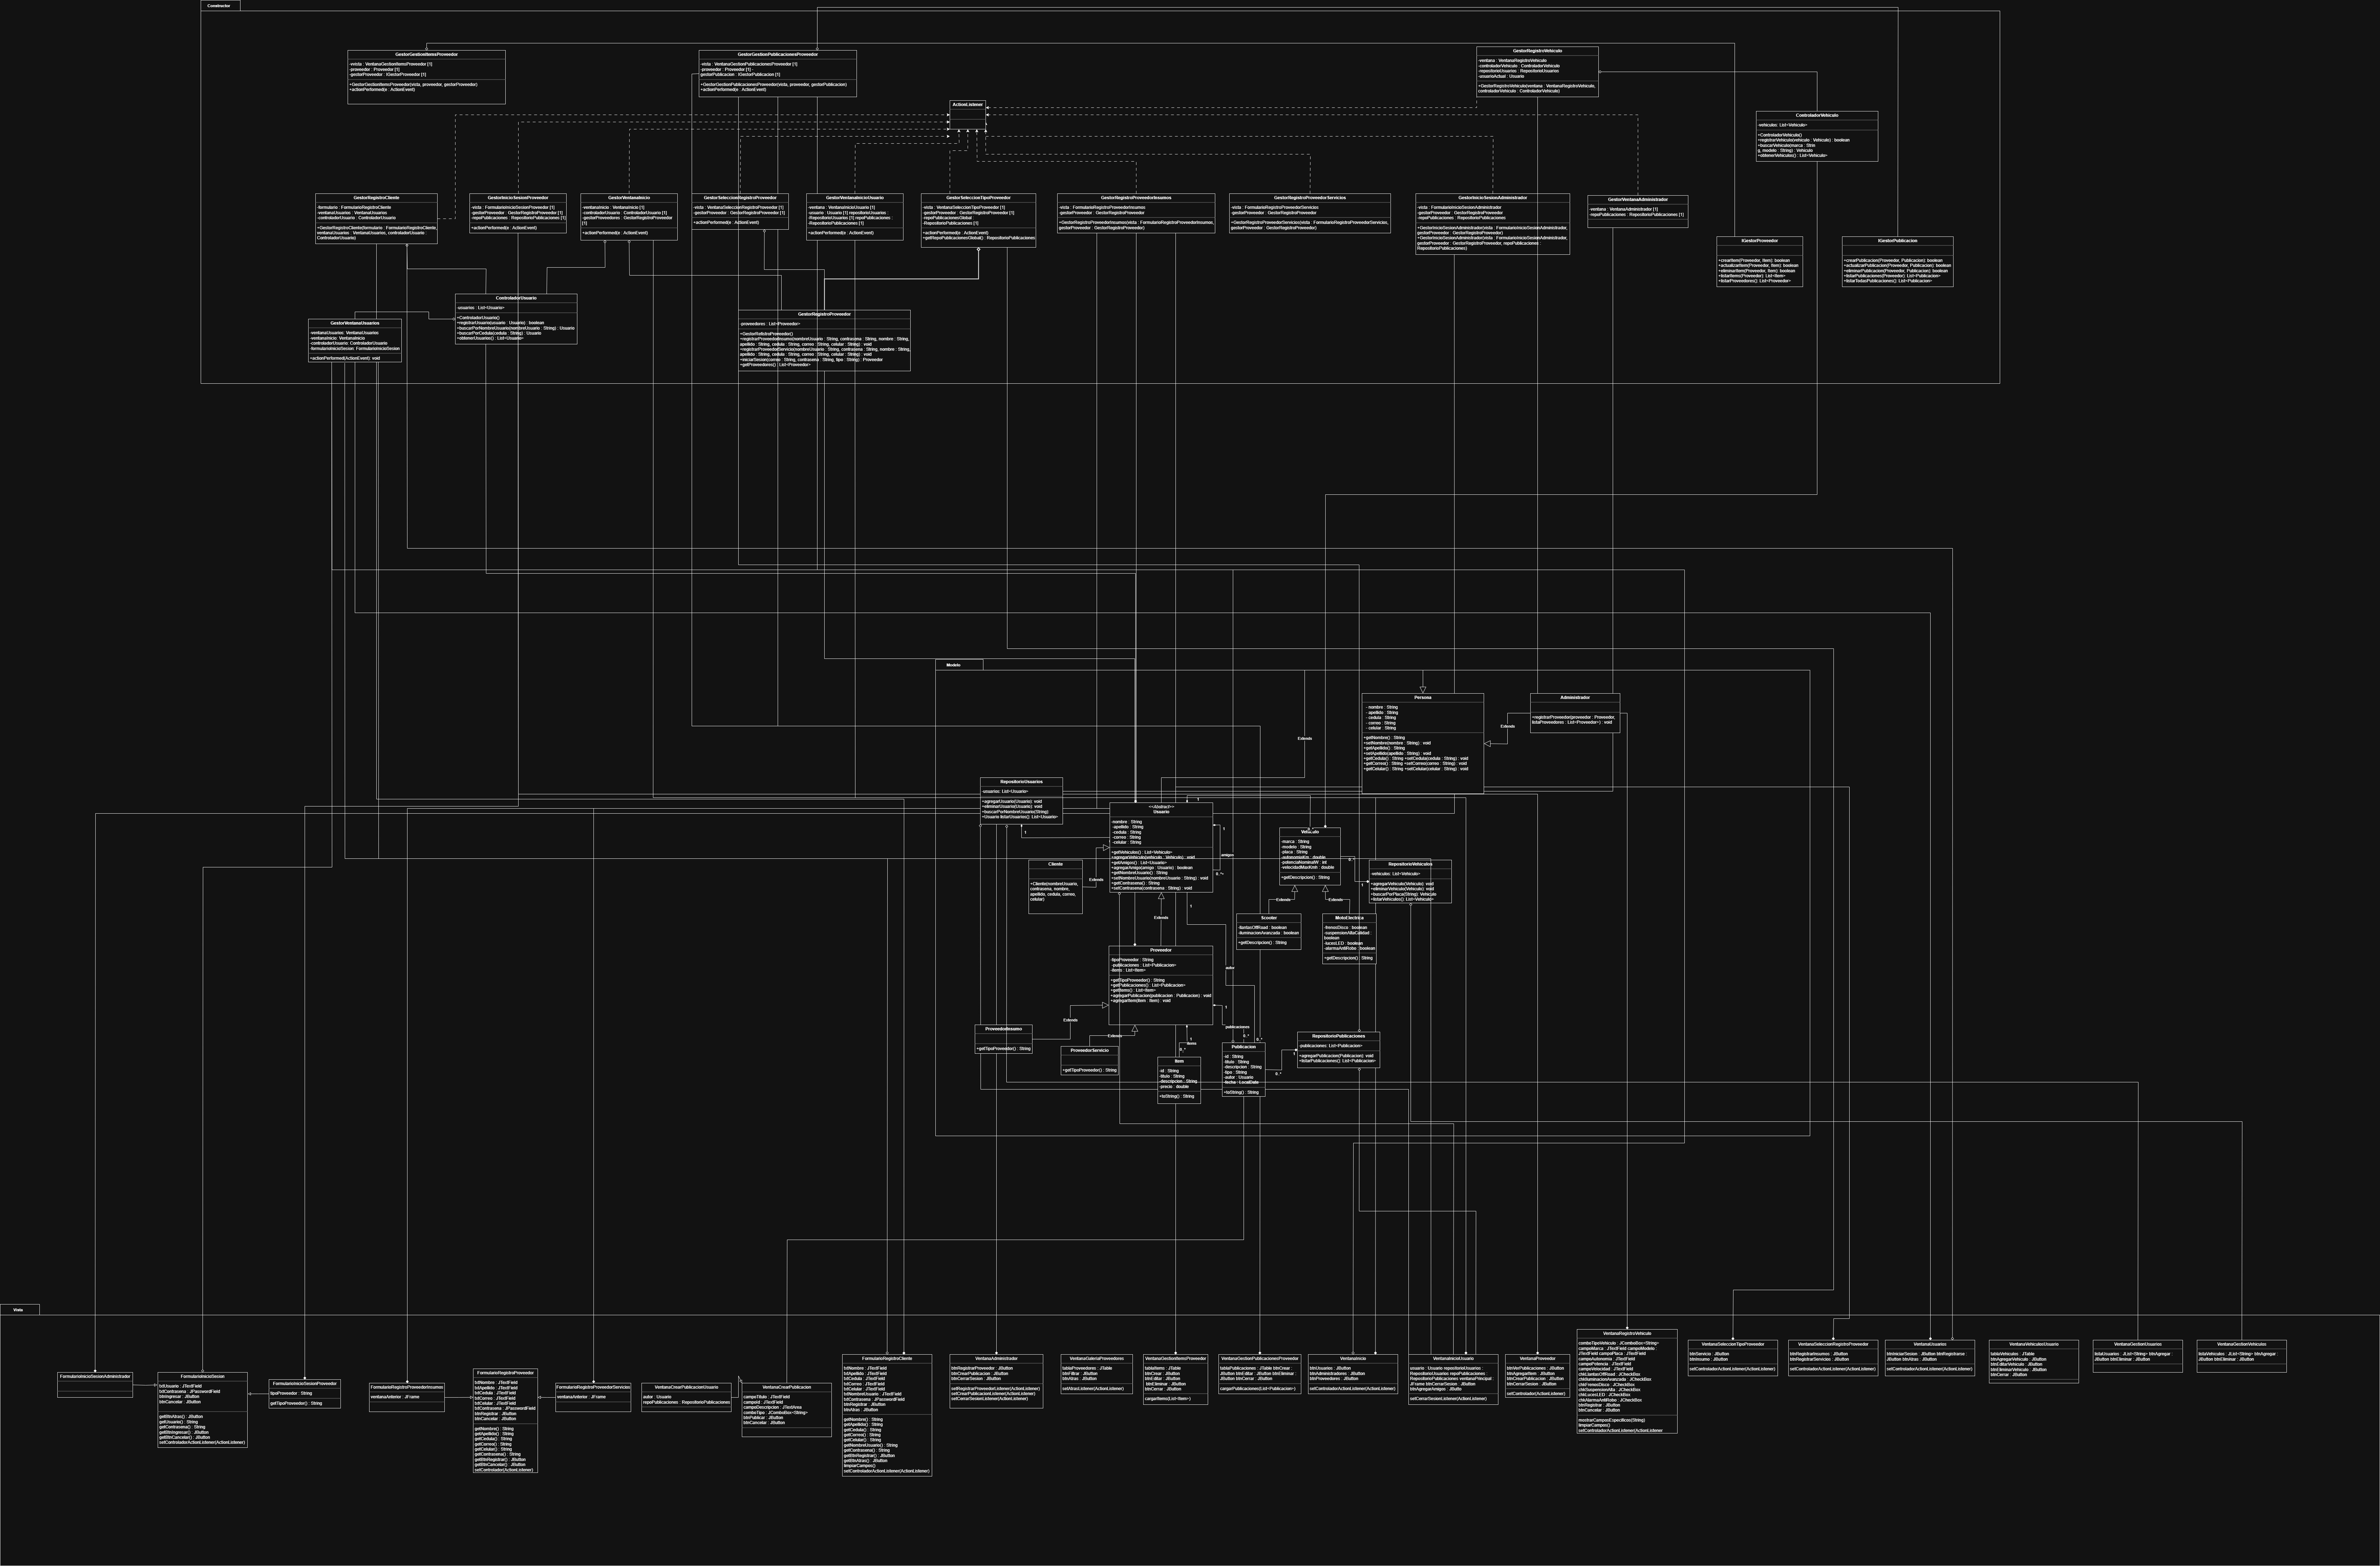 Constructor
GestorGestionItemsProveedor
-vvista : VentanaGestionItemsProveedor [1]
-proveedor : Proveedor [1]
-gestorProveedor : IGestorProveedor [1]
+GestorGestionItemsProveedor(vista, proveedor, gestorProveedor)
+actionPerformed(e : ActionEvent)
GestorGestionPublicacionesProveedor
-vista : VentanaGestionPublicacionesProveedor [1]
-proveedor : Proveedor [1] -
gestorPublicacion : IGestorPublicacion [1]
+GestorGestionPublicacionesProveedor(vista, proveedor, gestorPublicacion)
+actionPerformed(e : ActionEvent)
GestorRegistroVehiculo
-ventana : VentanaRegistroVehiculo
-controladorVehiculo : ControladorVehiculo
-repositorioUsuarios : RepositorioUsuarios
-usuarioActual : Usuario
+GestorRegistroVehiculo(ventana : VentanaRegistroVehiculo,
controladorVehiculo : ControladorVehiculo)
ActionListener
ControladorVehiculo
-vehiculos : List<Vehiculo>
+ControladorVehiculo()
+registrarVehiculo(vehiculo : Vehiculo) : boolean
+buscarVehiculo(marca : Strin
g, modelo : String) : Vehiculo
+obtenerVehiculos() : List<Vehiculo>
GestorRegistroCliente
-formulario : FormularioRegistroCliente
-ventanaUsuarios : VentanaUsuarios
-controladorUsuario : ControladorUsuario
+GestorRegistroCliente(formulario : FormularioRegistroCliente,
ventanaUsuarios : VentanaUsuarios, controladorUsuario :
ControladorUsuario)
GestorInicioSesionProveedor
-vista : FormularioInicioSesionProveedor [1]
-gestorProveedor : GestorRegistroProveedor [1]
-repoPublicaciones : RepositorioPublicaciones [1]
+actionPerformed(e : ActionEvent)
GestorVentanaInicio
-ventanaInicio : VentanaInicio [1]
-controladorUsuario : ControladorUsuario [1]
-gestorProveedores : GestorRegistroProveedor
[1]
+actionPerformed(e : ActionEvent)
GestorSeleccionRegistroProveedor
-vista : VentanaSeleccionRegistroProveedor [1]
-gestorProveedor : GestorRegistroProveedor [1]
+actionPerformed(e : ActionEvent)
GestorVentanaInicioUsuario
-ventana : VentanaInicioUsuario [1]
-usuario : Usuario [1] repositorioUsuarios :
RepositorioUsuarios [1] repoPublicaciones :
RepositorioPublicaciones [1]
+actionPerformed(e : ActionEvent)
GestorSeleccionTipoProveedor
-vista : VentanaSeleccionTipoProveedor [1]
-gestorProveedor : GestorRegistroProveedor [1]
-repoPublicacionesGlobal :
RepositorioPublicaciones [1]
+actionPerformed(e : ActionEvent)
+getRepoPublicacionesGlobal() : RepositorioPublicaciones
GestorRegistroProveedorInsumos
-vista : FormularioRegistroProveedorInsumos
-gestorProveedor : GestorRegistroProveedor
+GestorRegistroProveedorInsumos(vista : FormularioRegistroProveedorInsumos,
gestorProveedor : GestorRegistroProveedor)
GestorRegistroProveedorServicios
-vista : FormularioRegistroProveedorServicios
-gestorProveedor : GestorRegistroProveedor
+GestorRegistroProveedorServicios(vista : FormularioRegistroProveedorServicios,
gestorProveedor : GestorRegistroProveedor)
GestorInicioSesionAdministrador
-vista : FormularioInicioSesionAdministrador
-gestorProveedor : GestorRegistroProveedor
-repoPublicaciones : RepositorioPublicaciones
+GestorInicioSesionAdministrador(vista : FormularioInicioSesionAdministrador,
gestorProveedor : GestorRegistroProveedor)
+GestorInicioSesionAdministrador(vista : FormularioInicioSesionAdministrador,
gestorProveedor : GestorRegistroProveedor, repoPublicaciones :
RepositorioPublicaciones)
GestorVentanaAdministrador
-ventana : VentanaAdministrador [1]
-repoPublicaciones : RepositorioPublicaciones [1]
IGestorProveedor
+crearItem(Proveedor, Item): boolean
+actualizarItem(Proveedor, Item): boolean
+eliminarItem(Proveedor, Item): boolean
+listarItems(Proveedor): List<Item>
+listarProveedores(): List<Proveedor>
IGestorPublicacion
+crearPublicacion(Proveedor, Publicacion): boolean
+actualizarPublicacion(Proveedor, Publicacion): boolean
+eliminarPublicacion(Proveedor, Publicacion): boolean
+listarPublicaciones(Proveedor): List<Publicacion>
+listarTodasPublicaciones(): List<Publicacion>
ControladorUsuario
-usuarios : List<Usuario>
+ControladorUsuario()
+registrarUsuario(usuario : Usuario) : boolean
+buscarPorNombreUsuario(nombreUsuario : String) : Usuario
+buscarPorCedula(cedula : String) : Usuario
+obtenerUsuarios() : List<Usuario>
GestorVentanaUsuarios
-ventanaUsuarios: VentanaUsuarios
-ventanaInicio: VentanaInicio
-controladorUsuario: ControladorUsuario
-formularioInicioSesion: FormularioInicioSesion
+actionPerformed(ActionEvent): void
GestorRegistroProveedor
-proveedores : List<Proveedor>
+GestorReRistroProveedor()
+registrarProveedorInsumo(nombreUsuario : String, contrasena : String, nombre : String,
apellido : String, cedula : String, correo : String, celular : String) : void
+registrarProveedorServicio(nombreUsuario : String, contrasena : String, nombre : String,
apellido : String, cedula : String, correo : String, celular : String) : void
+iniciarSesion(correo : String, contrasena : String, tipo : String) : Proveedor
+getProveedores() : List<Proveedor>
Modelo
Persona
- nombre : String
- apellido : String
- cedula : String
- correo : String
- celular : String
+getNombre() : String
+setNombre(nombre : String) : void
+getApellido() : String
+setApellido(apellido : String) : void
+getCedula() : String +setCedula(cedula : String) : void
+getCorreo() : String +setCorreo(correo : String) : void
+getCelular() : String +setCelular(celular : String) : void
Administrador
+registrarProveedor(proveedor : Proveedor,
listaProveedores : List<Proveedor>) : void
Extends
Extends
RepositorioUsuarios
-usuarios: List<Usuario>
+agregarUsuario(Usuario): void
+eliminarUsuario(Usuario): void
+buscarPorNombreUsuario(String)
+Usuario listarUsuarios(): List<Usuario>
1
<<Abstact>>
Usuario
-nombre : String
-apellido : String
-cedula : String
-correo : String
-celular : String
+getVehiculos() : List<Vehiculo>
+agregarVehiculo(vehiculo : Vehiculo) : void
+getAmigos() : List<Usuario>
+agregarAmigo(amigo : Usuario) : boolean
+getNombreUsuario() : String
+setNombreUsuario(nombreUsuario : String) : void
+getContrasena() : String
+setContrasena(contrasena : String) : void
1
1
amigos
0..*
Vehiculo
-marca : String
-modelo : String
-placa : String
-autonomiaKm : double
-potenciaNominalW : int
-velocidadMaxKmh : double
+getDescripcion() : String
0..*
1
RepositorioVehiculos
-vehiculos: List<Vehiculo>
+agregarVehiculo(Vehiculo): void
+eliminarVehiculo(Vehiculo): void
+buscarPorPlaca(String): Vehiculo
+listarVehiculos(): List<Vehiculo>
Cliente
+Cliente(nombreUsuario,
contrasena, nombre,
apellido, cedula, correo,
celular)
Extends
Extends
Extends
Extends
1
Scooter
-llantasOffRoad : boolean
-iluminacionAvanzada : boolean
+getDescripcion() : String
MotoElectrica
-frenosDisco : boolean
-suspensionAltaCalidad :
boolean
-lucesLED : boolean
-alarmaAntiRobo : boolean
+getDescripcion() : String
Proveedor
-tipoProveedor : String
-publicaciones : List<Publicacion>
-items : List<Item>
+getTipoProveedor() : String
+getPublicaciones() : List<Publicacion>
+getItems() : List<Item>
+agregarPublicacion(publicacion : Publicacion) : void
+agregarItem(item : Item) : void
autor
1
Extends
Extends
publicaciones
0..*
0..*
ProveedorInsumo
+getTipoProveedor() : String
ProveedorServicio
+getTipoProveedor() : String
1
items
0..*
Item
-id : String
-titulo : String
-descripcion : String
-precio : double
+toString() : String
Publicacion
-id : String
-titulo : String
-descripcion : String
-tipo : String
-autor : Usuario
-fecha : LocalDate
+toString() : String
1
0..*
RepositorioPublicaciones
-publicaciones: List<Publicacion>
+agregarPublicacion(Publicacion): void
+listarPublicaciones(): List<Publicacion>
Vista
FormularioInicioSesionAdministrador
FormularioInicioSesion
txtUsuario : JTextField
txtContrasena : JPasswordField
btnIngresar : JButton
btnCancelar : JButton
getBtnAtras() : JButton
getUsuario() : String
getContrasena() : String
getBtnIngresar() : JButton
getBtnCancelar() : JButton
setControladorActionListener(ActionListener)
FormularioInicioSesionProveedor
tipoProveedor : String
getTipoProveedor() : String
FormularioRegistroProveedorInsumos
ventanaAnterior : JFrame
FormularioRegistroProveedor
txtNombre : JTextField
txtApellido : JTextField
txtCedula : JTextField
txtCorreo : JTextField
txtCelular : JTextField
txtContrasena : JPasswordField
btnRegistrar : JButton
btnCancelar : JButton
getNombre() : String
getApellido() : String
getCedula() : String
getCorreo() : String
getCelular() : String
getContrasena() : String
getBtnRegistrar() : JButton
getBtnCancelar() : JButton
setControlador(ActionListener)
FormularioRegistroProveedorServicios
ventanaAnterior : JFrame
VentanaCrearPublicacionUsuario
autor : Usuario
repoPublicaciones : RepositorioPublicaciones
VentanaCrearPublicacion
campoTitulo : JTextField
campoId : JTextField
campoDescripcion : JTextArea
comboTipo : JComboBox<String>
btnPublicar : JButton
btnCancelar : JButton
FormularioRegistroCliente
txtNombre : JTextField
txtApellido : JTextField
txtCedula : JTextField
txtCorreo : JTextField
txtCelular : JTextField
txtNombreUsuario : JTextField
txtContrasena : JPasswordField
btnRegistrar : JButton
btnAtras : JButton
getNombre() : String
getApellido() : String
getCedula() : String
getCorreo() : String
getCelular() : String
getNombreUsuario() : String
getContrasena() : String
getBtnRegistrar() : JButton
getBtnAtras() : JButton
limpiarCampos()
setControladorActionListener(ActionListener)
VentanaAdministrador
btnRegistrarProveedor : JButton
btnCrearPublicacion : JButton
btnCerrarSesion : JButton
setRegistrarProveedorListener(ActionListener)
setCrearPublicacionListener(ActionListener)
setCerrarSesionListener(ActionListener)
VentanaGaleriaProveedores
tablaProveedores : JTable
btnFiltrar : JButton
btnAtras : JButton
setAtrasListener(ActionListener)
VentanaGestionItemsProveedor
tablaItems : JTable
btnCrear : JButton
btnEditar : JButton
btnEliminar : JButton
btnCerrar : JButton
cargarItems(List<Item>)
VentanaGestionPublicacionesProveedor
tablaPublicaciones : JTable btnCrear :
JButton btnEditar : JButton btnEliminar :
JButton btnCerrar : JButton
cargarPublicaciones(List<Publicacion>)
VentanaInicio
btnUsuarios : JButton
btnAdministradores : JButton
btnProveedores : JButton
setControladorActionListener(ActionListener)
VentanaInicioUsuario
usuario : Usuario repositorioUsuarios :
RepositorioUsuarios repoPublicaciones :
RepositorioPublicaciones ventanaPrincipal :
JFrame btnCerrarSesion : JButton
btnAgregarAmigos : JButto
setCerrarSesionListener(ActionListener)
VentanaProveedor
btnVerPublicaciones : JButton
btnAgregarItem : JButton
btnCrearPublicacion : JButton
btnCerrarSesion : JButton
setControlador(ActionListener)
VentanaRegistroVehiculo
comboTipoVehiculo : JComboBox<String>
campoMarca : JTextField campoModelo :
JTextField campoPlaca : JTextField
campoAutonomia : JTextField
campoPotencia : JTextField
campoVelocidad : JTextField
chkLlantasOffRoad : JCheckBox
chkIluminacionAvanzada : JCheckBox
chkFrenosDisco : JCheckBox
chkSuspensionAlta : JCheckBox
chkLucesLED : JCheckBox
chkAlarmaAntiRobo : JCheckBox
btnRegistrar : JButton
btnCancelar : JButton
mostrarCamposEspecificos(String)
limpiarCampos()
setControladorActionListener(ActionListener
VentanaSeleccionTipoProveedor
btnServicio : JButton
btnInsumo : JButton
setControladorActionListener(ActionListener)
VentanaSeleccionRegistroProveedor
btnRegistrarInsumos : JButton
btnRegistrarServicios : JButton
setControladorActionListener(ActionListener)
VentanaUsuarios
btnIniciarSesion : JButton btnRegistrarse :
JButton btnAtras : JButton
setControladorActionListener(ActionListener)
VentanaVehiculosUsuario
tablaVehiculos : JTable
btnAgregarVehiculo : JButton
btnEditarVehiculo : JButton
btnEliminarVehiculo : JButton
btnCerrar : JButton
VentanaGestionUsuarios
listaUsuarios : JList<String> btnAgregar :
JButton btnEliminar : JButton
VentanaGestionVehiculos
listaVehiculos : JList<String> btnAgregar :
JButton btnEliminar : JButton